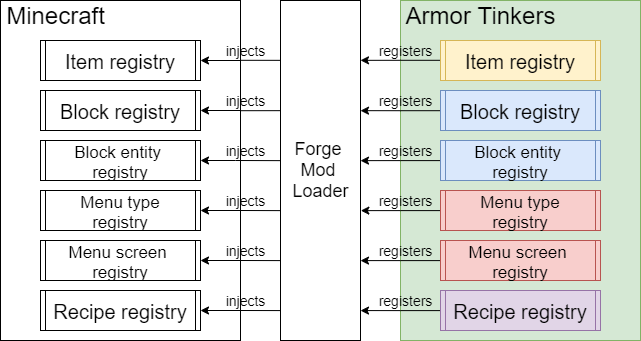 Minecraft
Armor Tinkers
Item registry
injects
registers
Item registry
Block registry
injects
registers
Block registry
Block entity
registry
injects
registers
Block entity
registry
Forge
Mod
Loader
Menu type
registry
injects
registers
Menu type
registry
Menu screen
registry
injects
registers
Menu screen
registry
Recipe registry
injects
registers
Recipe registry